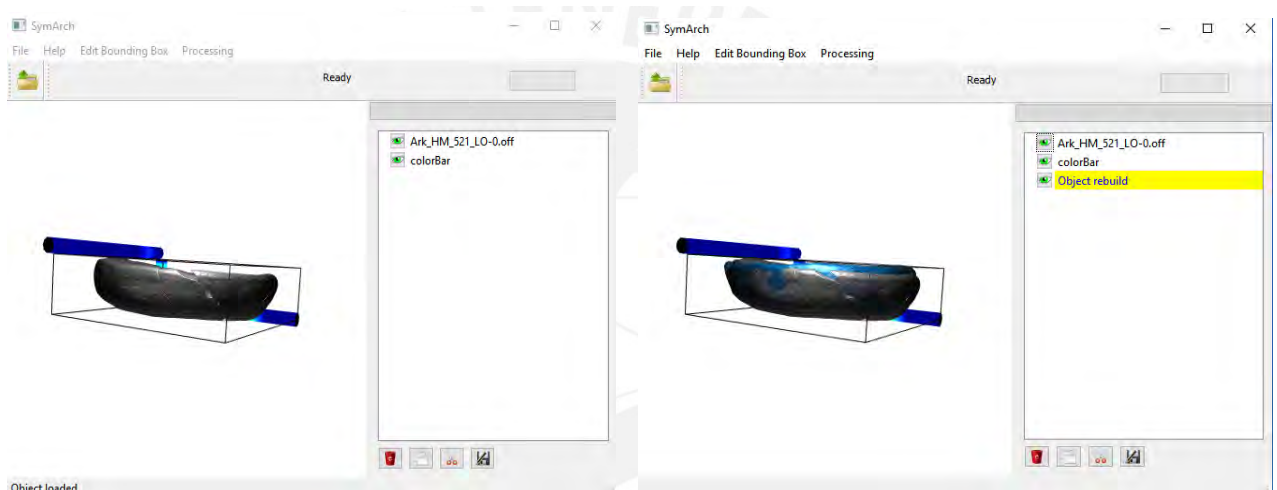 SymArch
File Help Edit Bounding Box Processing
Ready
Ark_HM_521_LO-0.off
colorBar
Object loaded
SymArch
File Help Edit Bounding Box Processing
Ready
Ark_HM_521_LO-0.off
colorBar
Object rebuild